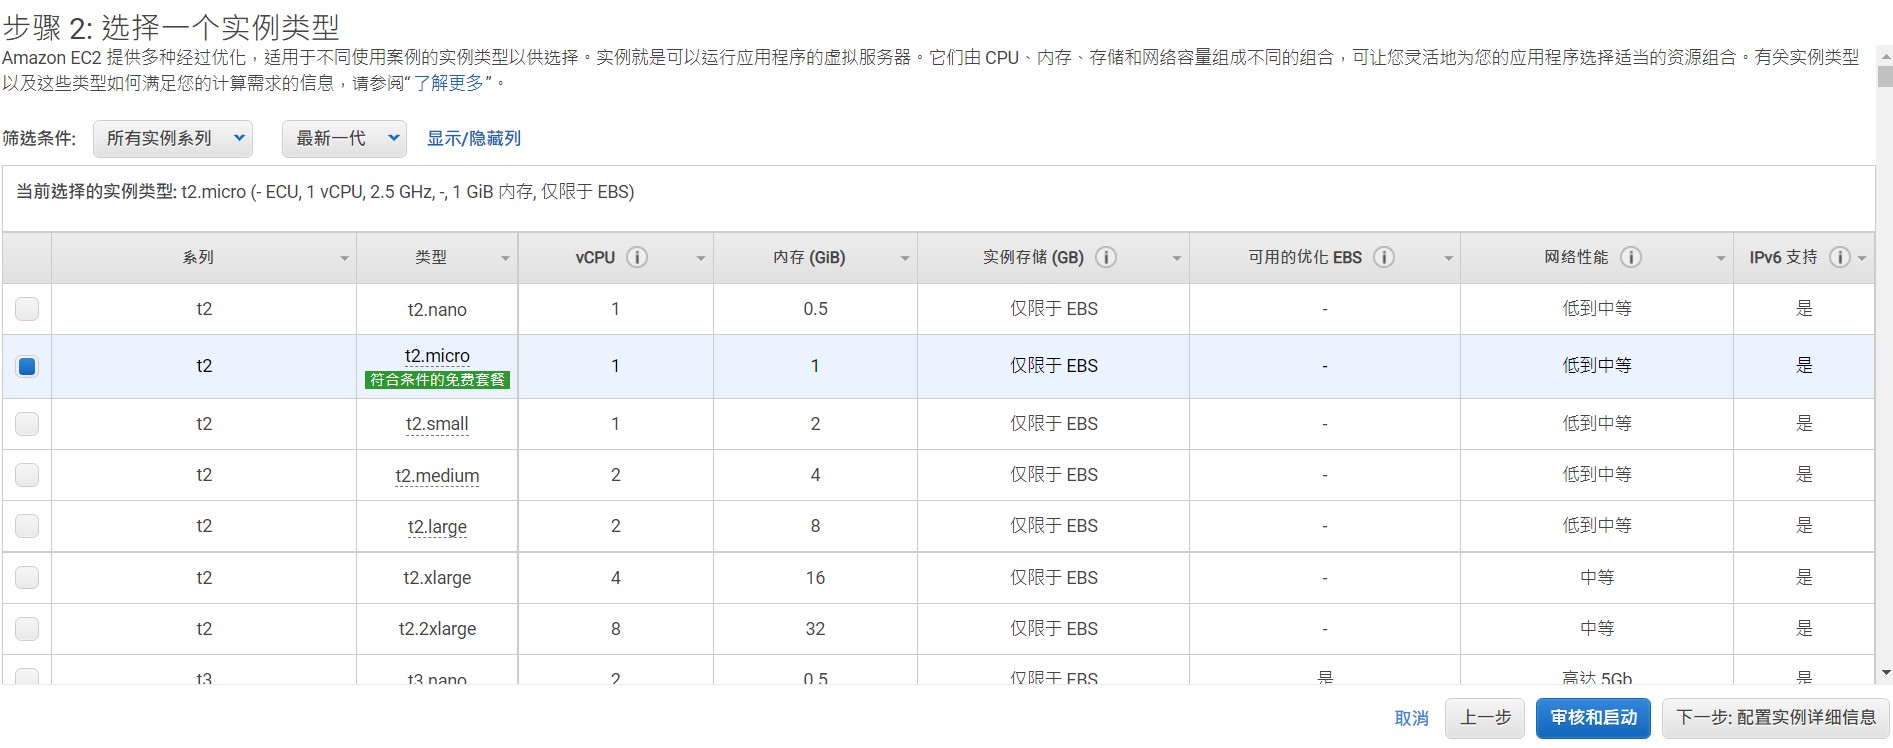 步骤 2: 选择一个实例类型
Amazon EC2 提供多种经过优化，适用于不同使用案例的实例类型以供选择。实例就是可以运行应用程序的虚拟服务器。它们由 CPU、内存、存储和网络容量组成不同的组合，可让您灵活地为您的应用程序选择适当的资源组合。有关实例类型
以及这些类型如何满足您的计算需求的信息，请参阅“了解更多”。
筛选条件: 所有实例系列 最新一代 显示/隐藏列
当前选择的实例类型: t2.micro (- ECU, 1 vCPU, 2.5 GHz, -, 1 GiB 内存, 仅限于 EBS)
系列 类型 vCPU 内存 (GiB) 实例存储 (GB) 可用的优化 EBS 网络性能 IPv6 支持
t2 t2.nano 1 0.5 仅限于 EBS - 低到中等 是
t2 t2.micro 1 1 仅限于 EBS - 低到中等 是
符合条件的免费套餐
t2 t2.small 1 2 仅限于 EBS - 低到中等 是
t2 t2.medium 2 4 仅限于 EBS - 低到中等 是
t2 t2.large 2 8 仅限于 EBS - 低到中等 是
t2 t2.xlarge 4 16 仅限于 EBS - 中等 是
t2 t2.2xlarge 8 32 仅限于 EBS - 中等 是
t3 t3.nano 2 0.5 仅限于 EBS 是 高达 5Gb 是
取消 上一步 审核和启动 下一步: 配置实例详细信息